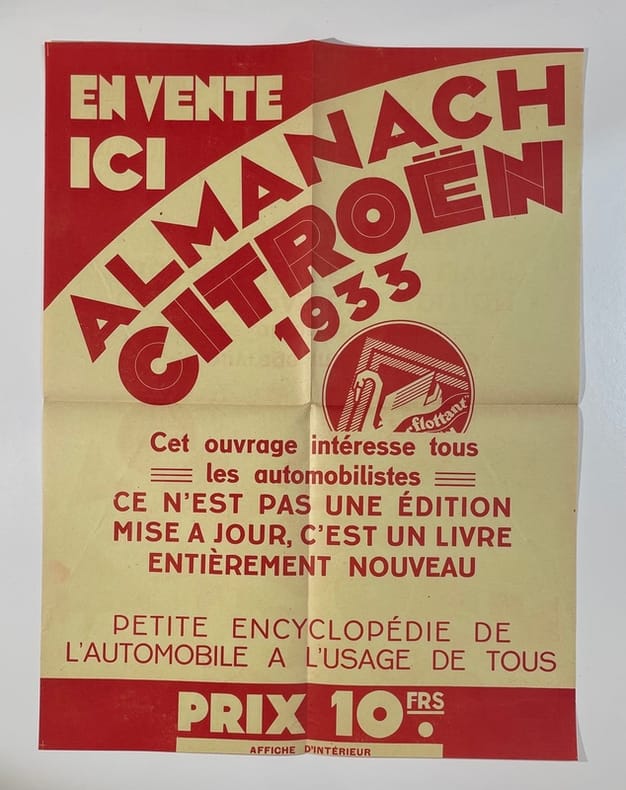 EN VENTE
ICI
ALMANACH
CITROËN
1933
flottant
Cet ouvrage intéresse tous
les automobilistes
CE N'EST PAS UNE ÉDITION
MISE A JOUR, C'EST UN LIVRE
ENTIÈREMENT NOUVEAU
PETITE ENCYCLOPÉDIE DE
L'AUTOMOBILE A L'USAGE DE TOUS
PRIX 10 FRS.
AFFICHE D'INTÉRIEUR